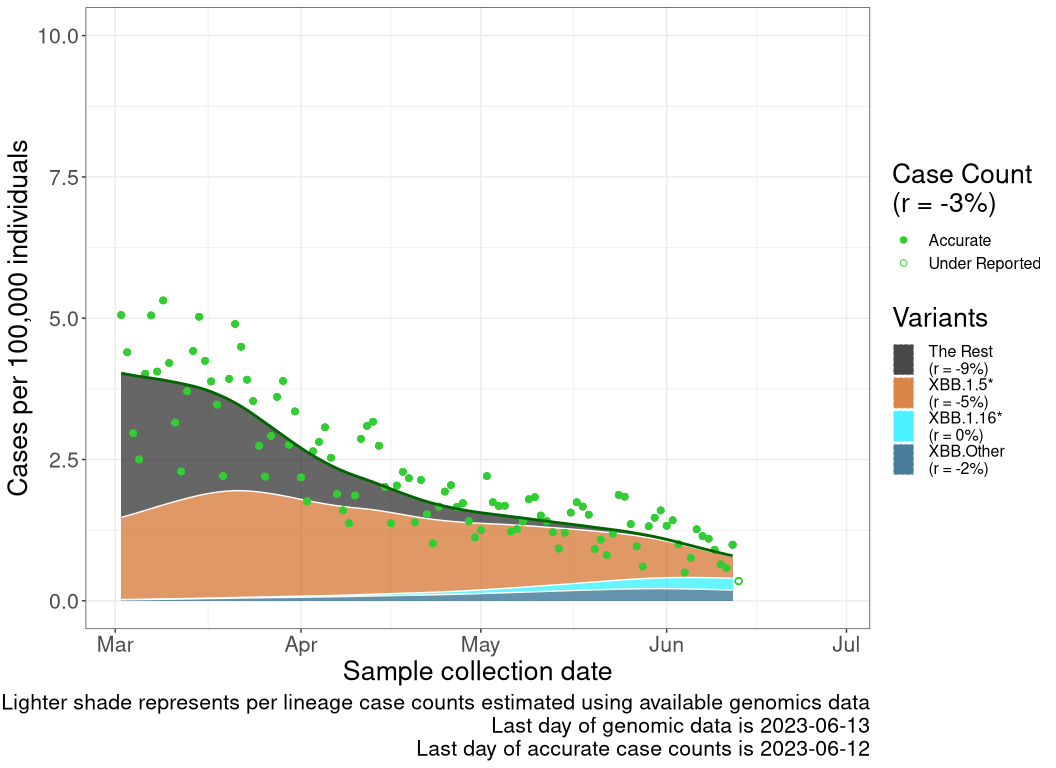 10.0
7.5
5.0
2.5
0.0
Cases per 100,000 individuals
Mar Apr May Jun Jul
Sample collection date
Lighter shade represents per lineage case counts estimated using available genomics data
Last day of genomic data is 2023-06-13
Last day of accurate case counts is 2023-06-12
Case Count
(r = -3%)
Accurate
Under Reported
Variants
The Rest
(r = -9%)
XBB.1.5*
(r = -5%)
XBB.1.16*
(r = 0%)
XBB.Other
(r = -2%)